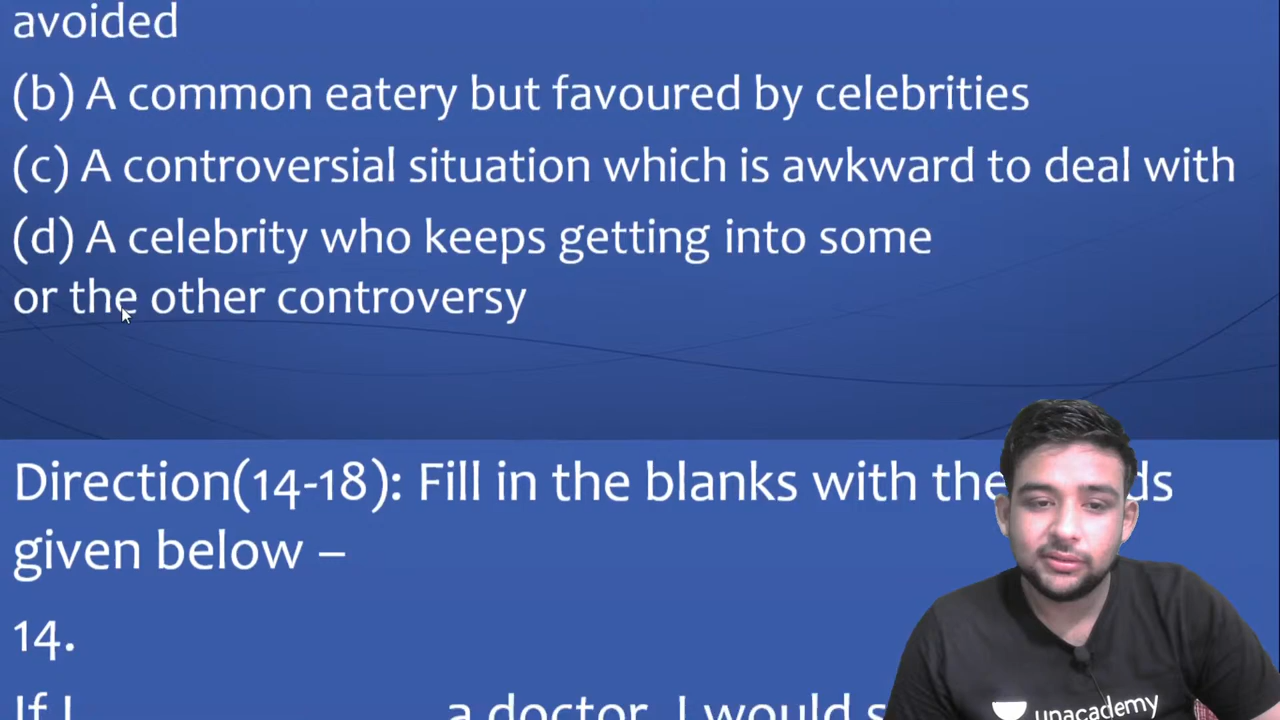 avoided
(b) A common eatery but favoured by celebrities
(c) A controversial situation which is awkward to deal with
(d) A celebrity who keeps getting into some
or the other controversy
Direction(14-18): Fill in the blanks with the
given below –
14.
If I ____ a doctor, I would
unacademy